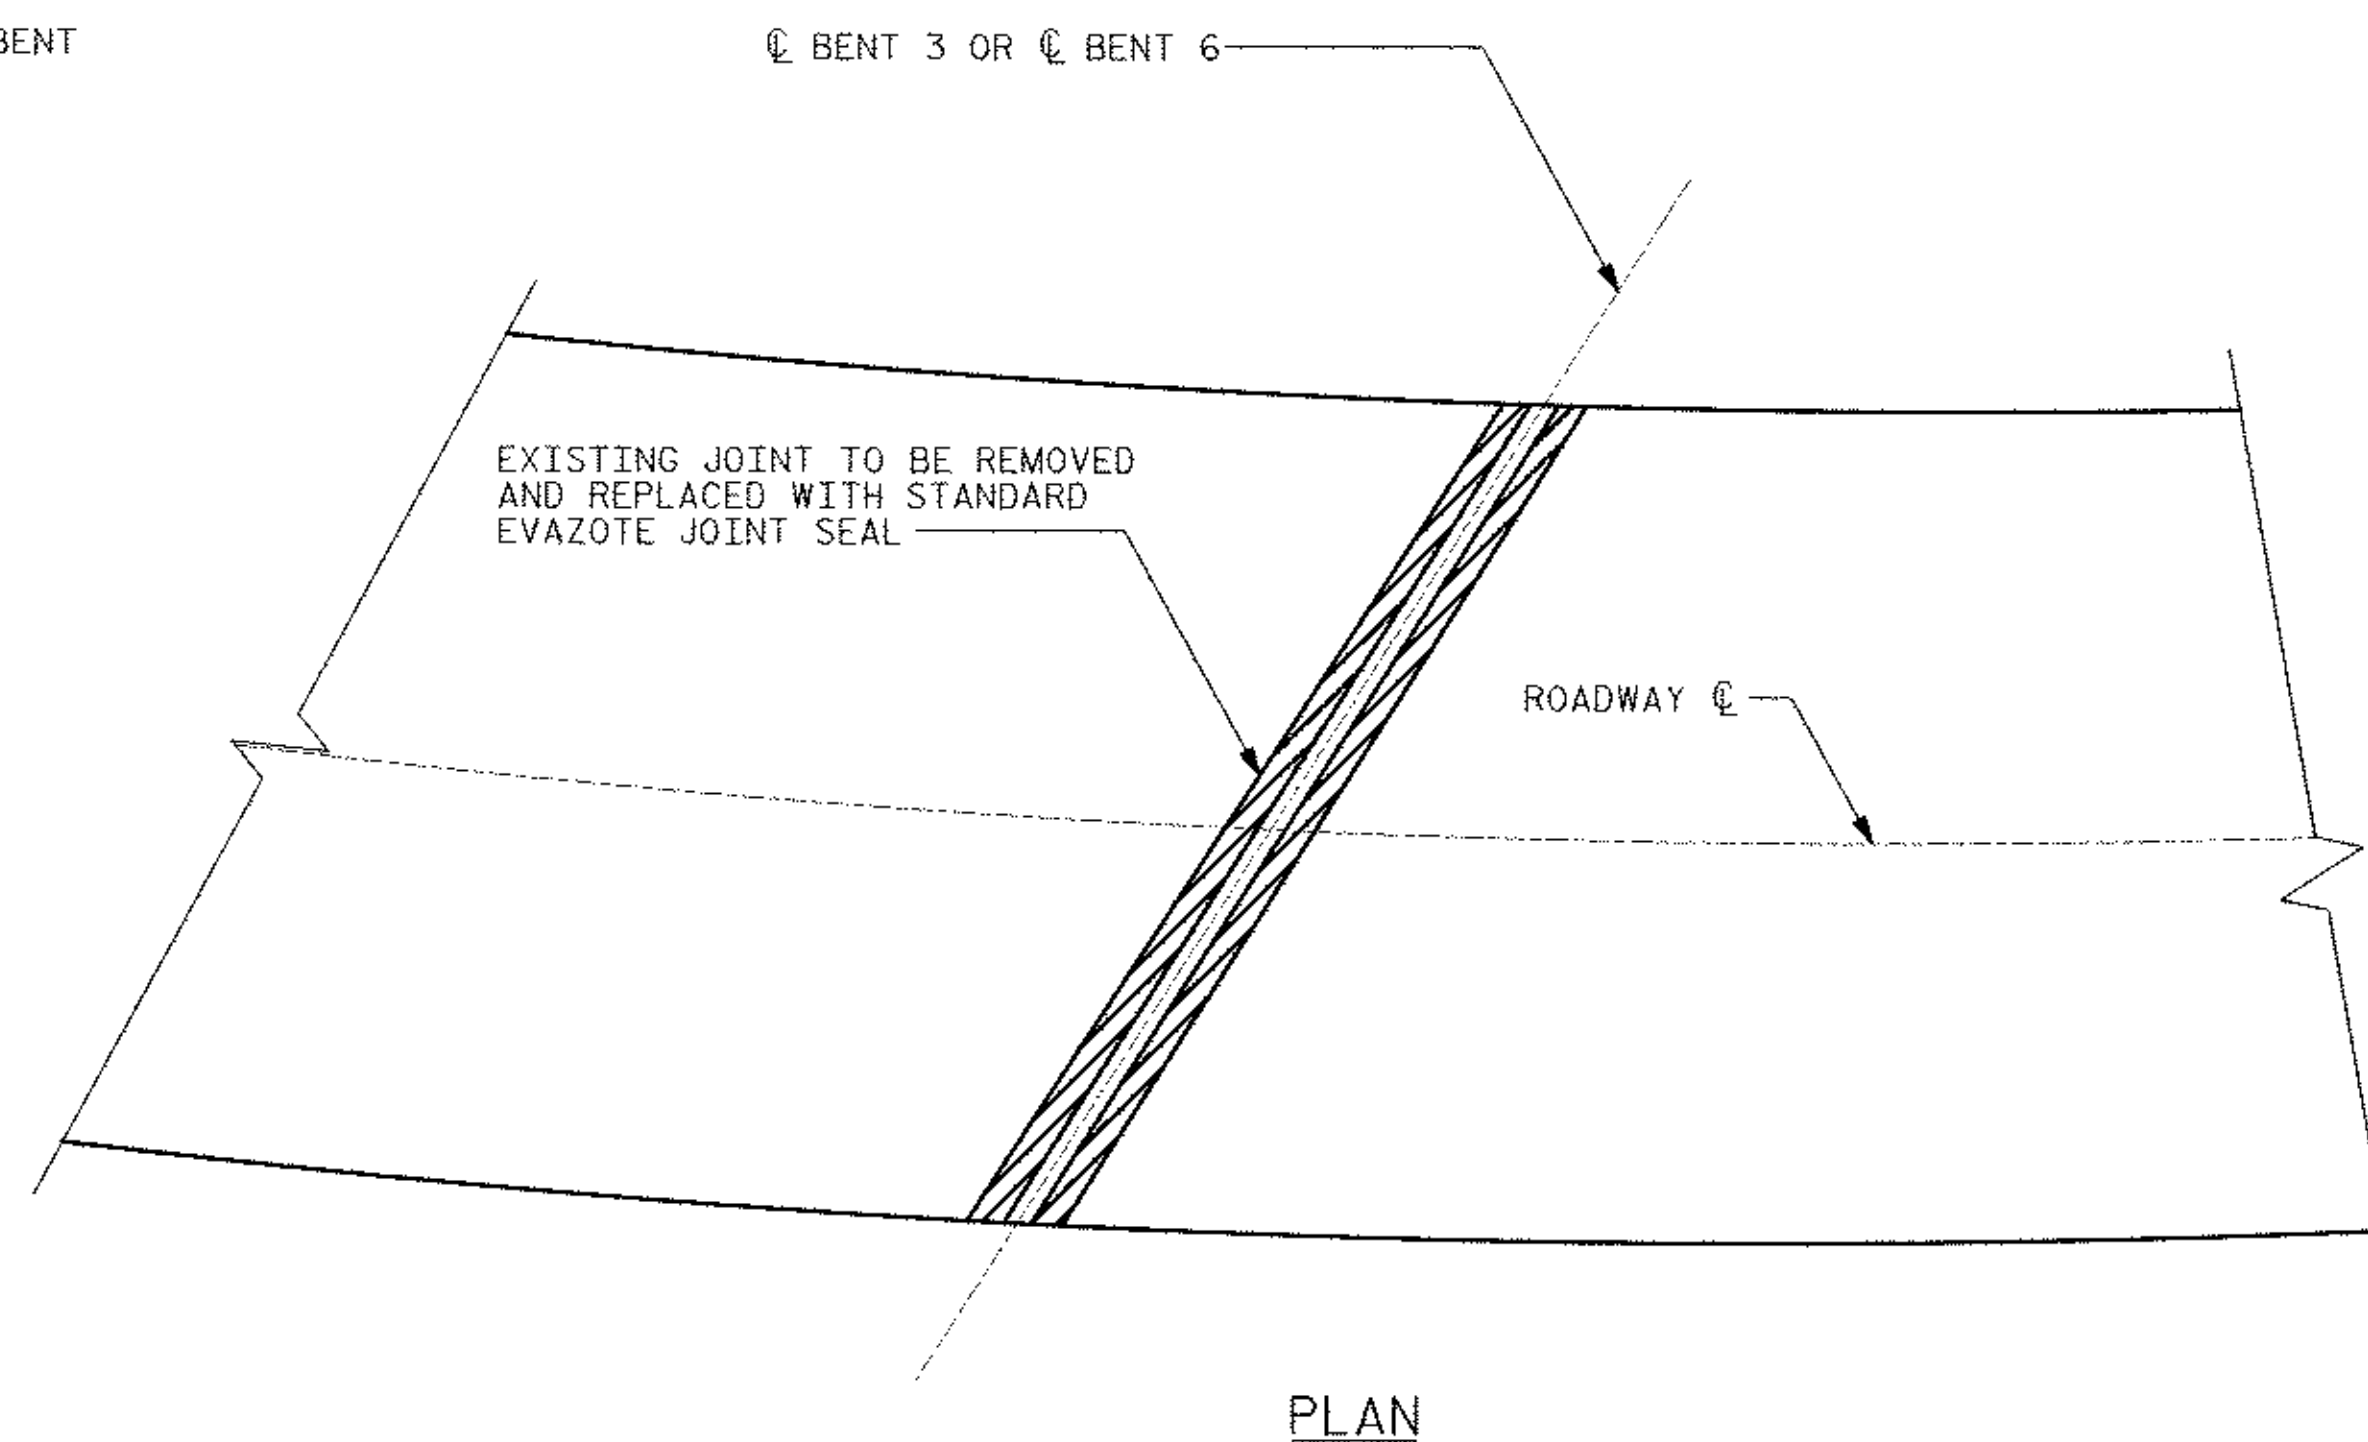 BENT
℄ BENT 3 OR ℄ BENT 6
EXISTING JOINT TO BE REMOVED
AND REPLACED WITH STANDARD
EVAZOTE JOINT SEAL
ROADWAY ℄
PLAN